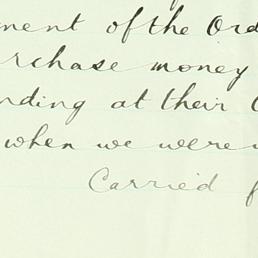 ment of the Ord
rchase money
nding at their
when we were
Carried f